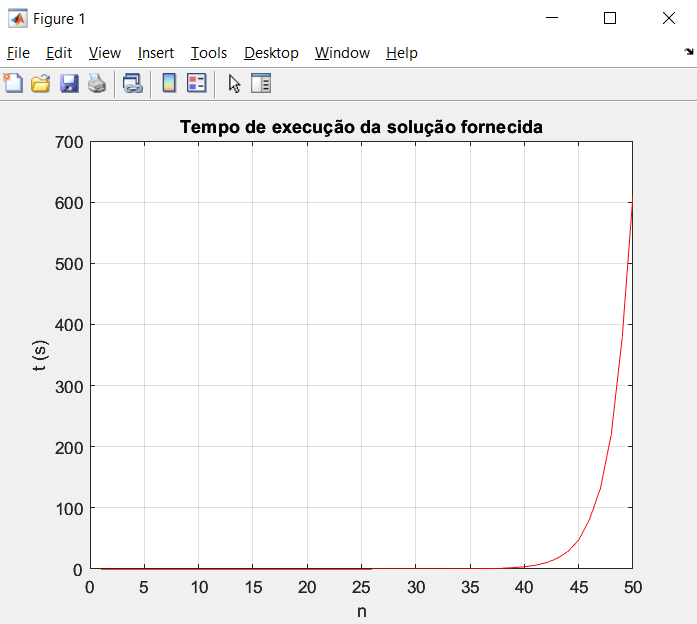 Figure 1
File Edit View Insert Tools Desktop Window Help
Tempo de execução da solução fornecida
700
600
500
400
300
200
100
0
t (s)
0 5 10 15 20 25 30 35 40 45 50
n